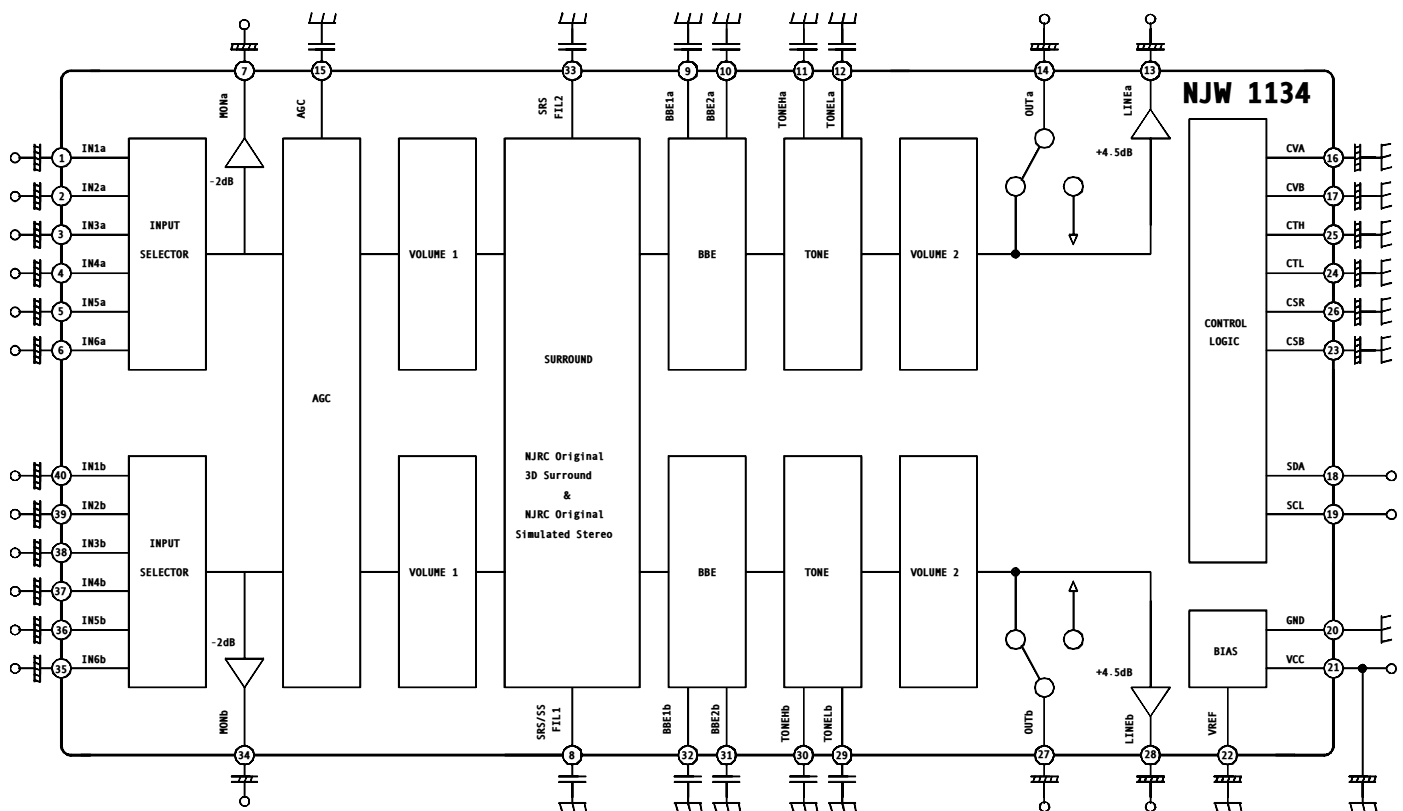 7 15 33 9 10 11 12 14 13
NJW 1134
MONa
AGC
SRS
FIL2
BBE1a
BBE2a
TONEHa
TONELa
OUTa
LINEa
1 IN1a
2 IN2a
3 IN3a
4 IN4a
5 IN5a
6 IN6a
INPUT
SELECTOR
-2dB
VOLUME 1
BBE
TONE
VOLUME 2
+4.5dB
CVA 16
CVB 17
CTH 25
CTL 24
CSR 26
CSB 23
CONTROL
LOGIC
AGC
SURROUND
NJRC Original
3D Surround
&
NJRC Original
Simulated Stereo
40 IN1b
39 IN2b
38 IN3b
37 IN4b
36 IN5b
35 IN6b
INPUT
SELECTOR
-2dB
VOLUME 1
BBE
TONE
VOLUME 2
+4.5dB
SDA 18
SCL 19
GND 20
VCC 21
BIAS
MONb
SRS/SS
FIL1
BBE1b
BBE2b
TONEHb
TONELb
OUTb
LINEb
VREF
34 8 32 31 30 29 27 28 22